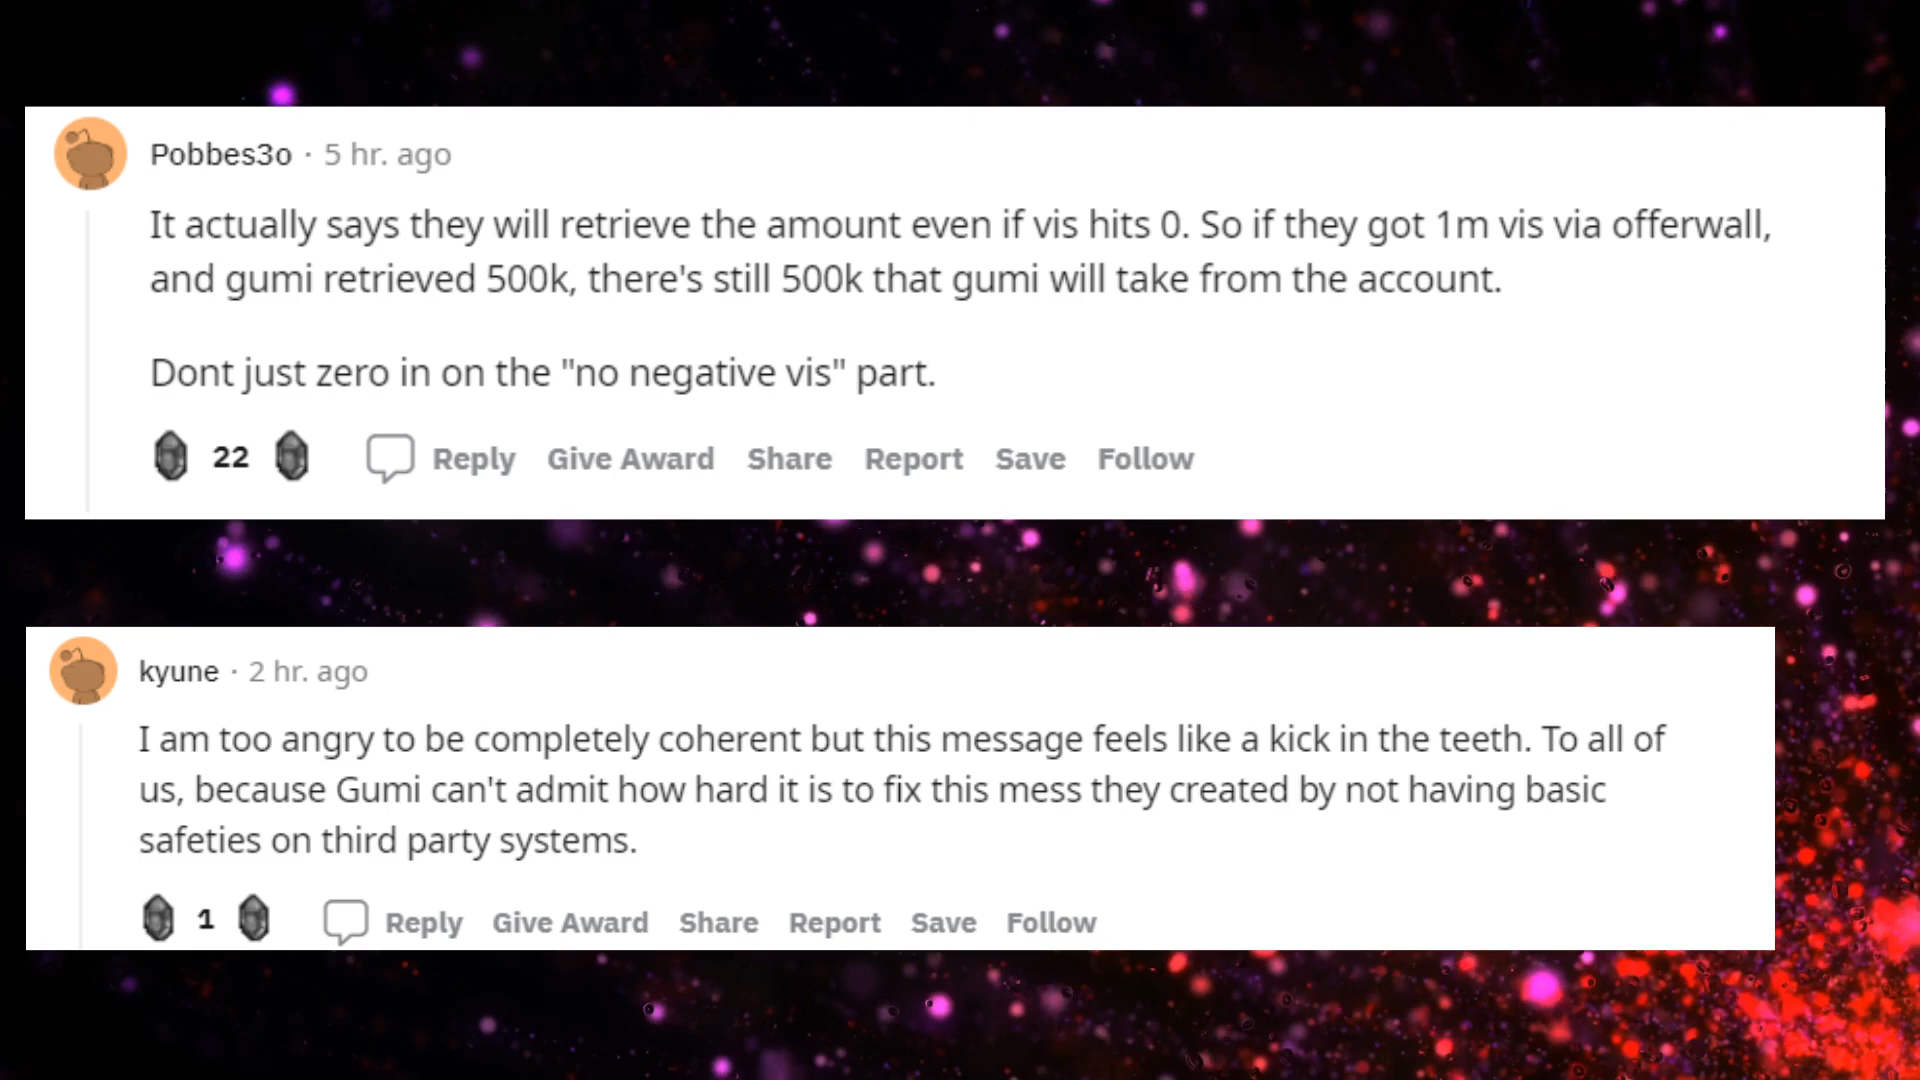 Pobbes3o · 5 hr. ago
It actually says they will retrieve the amount even if vis hits 0. So if they got 1m vis via offerwall,
and gumi retrieved 500k, there's still 500k that gumi will take from the account.
Dont just zero in on the "no negative vis" part.
22 Reply Give Award Share Report Save Follow
kyune · 2 hr. ago
I am too angry to be completely coherent but this message feels like a kick in the teeth. To all of
us, because Gumi can't admit how hard it is to fix this mess they created by not having basic
safeties on third party systems.
1 Reply Give Award Share Report Save Follow